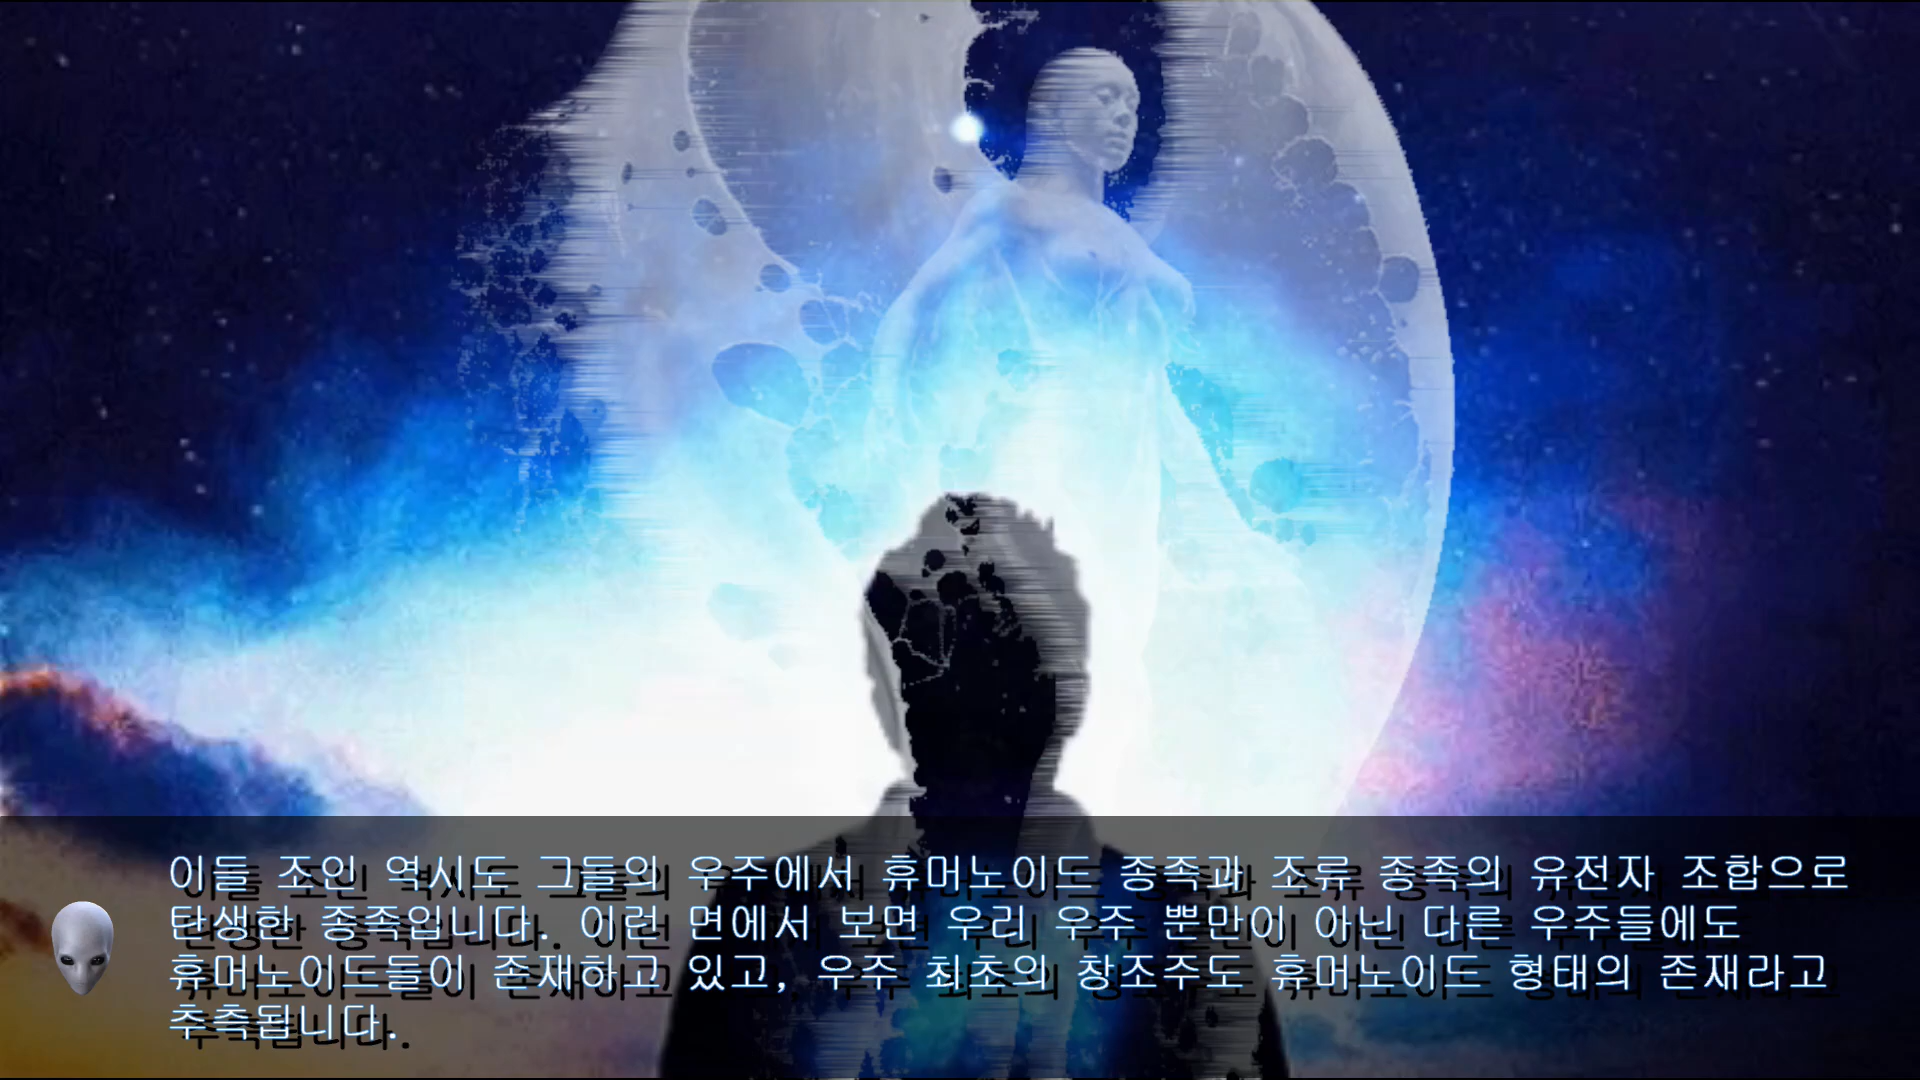 이들 조인 역시도 그들의 우주에서 휴머노이드 종족과 조류 종족의 유전자 조합으로
탄생한 종족입니다. 이런 면에서 보면 우리 우주 뿐만이 아닌 다른 우주들에도
휴머노이드들이 존재하고 있고, 우주 최초의 창조주도 휴머노이드 형태의 존재라고
추측됩니다.